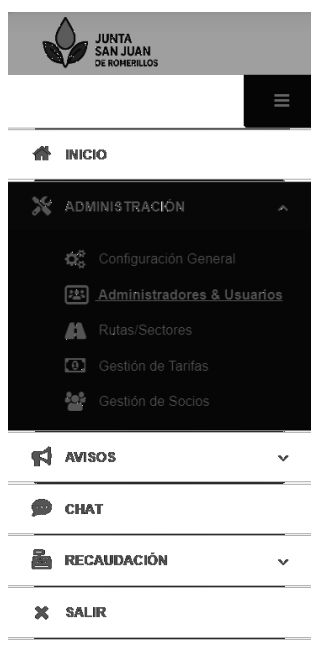 JUNTA
SAN JUAN
DE ROMERILLOS
INICIO
ADMINISTRACIÓN
Configuración General
Administradores & Usuarios
Rutas/Sectores
Gestión de Tarifas
Gestión de Socios
AVISOS
CHAT
RECAUDACIÓN
SALIR